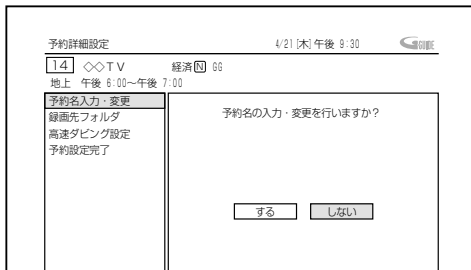 予約詳細設定 4/21[木]午後 9:30 GGUIDE
14 ◇◇TV 経済N GG
地上 午後 6:00～午後 7:00
予約名入力・変更
録画先フォルダ
高速ダビング設定
予約設定完了
予約名の入力・変更を行いますか？
する しない